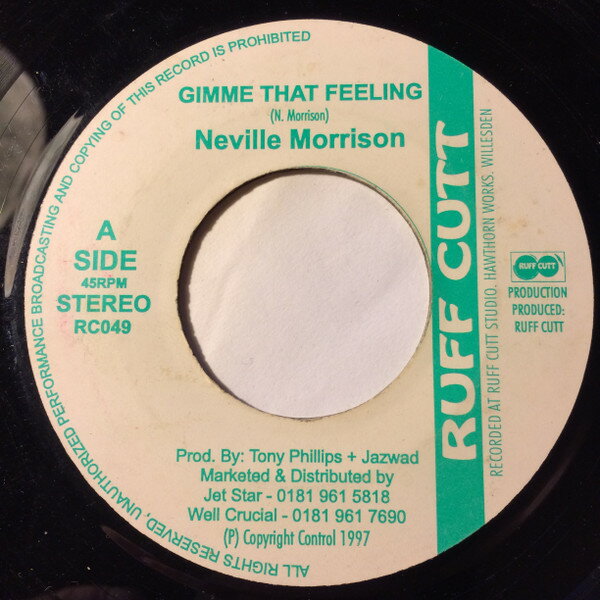 ALL RIGHTS RESERVED, UNAUTHORIZED PERFORMANCE BROADCASTING AND COPYING OF THIS RECORD IS PROHIBITED
GIMME THAT FEELING
(N. Morrison)
Neville Morrison
A
SIDE
45RPM
STEREO
RC049
RUFF CUTT
RECORDED AT RUFF CUTT STUDIO. HAWTHORN WORKS. WILLESDEN
RUFF CUTT
PRODUCTION
PRODUCED:
RUFF CUTT
Prod. By: Tony Phillips + Jazwad
Marketed & Distributed by
Jet Star - 0181 961 5818
Well Crucial - 0181 961 7690
(P) Copyright Control 1997